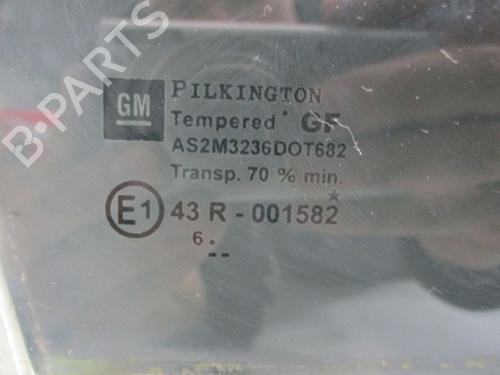 B-PARTS
GM PILKINGTON
Tempered GF
AS2M3236DOT682
Transp. 70 % min.
E1 43 R - 001582
6.